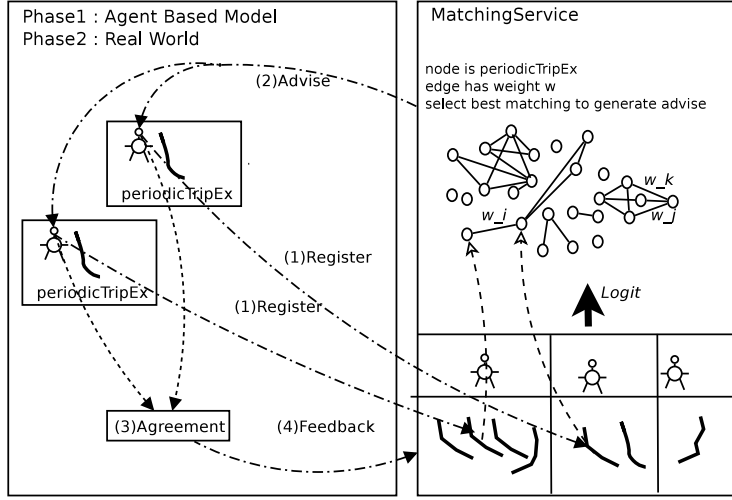 Phase1 : Agent Based Model
Phase2 : Real World
(2)Advise
periodicTripEx
periodicTripEx
(1)Register
(1)Register
(3)Agreement
(4)Feedback
MatchingService
node is periodicTripEx
edge has weight w
select best matching to generate advise
w_k
w_i
w_j
Logit